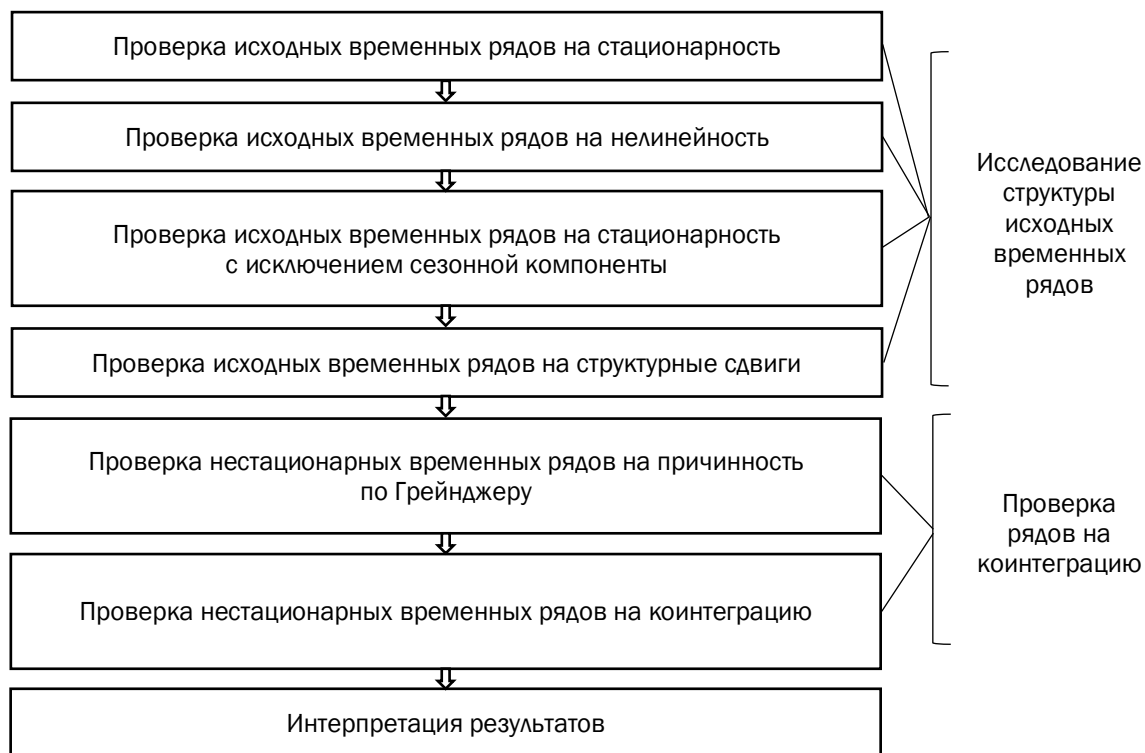 Проверка исходных временных рядов на стационарность
Проверка исходных временных рядов на нелинейность
Проверка исходных временных рядов на стационарность
с исключением сезонной компоненты
Проверка исходных временных рядов на структурные сдвиги
Исследование
структуры
исходных
временных
рядов
Проверка нестационарных временных рядов на причинность
по Грейнджеру
Проверка нестационарных временных рядов на коинтеграцию
Проверка
рядов на
коинтеграцию
Интерпретация результатов